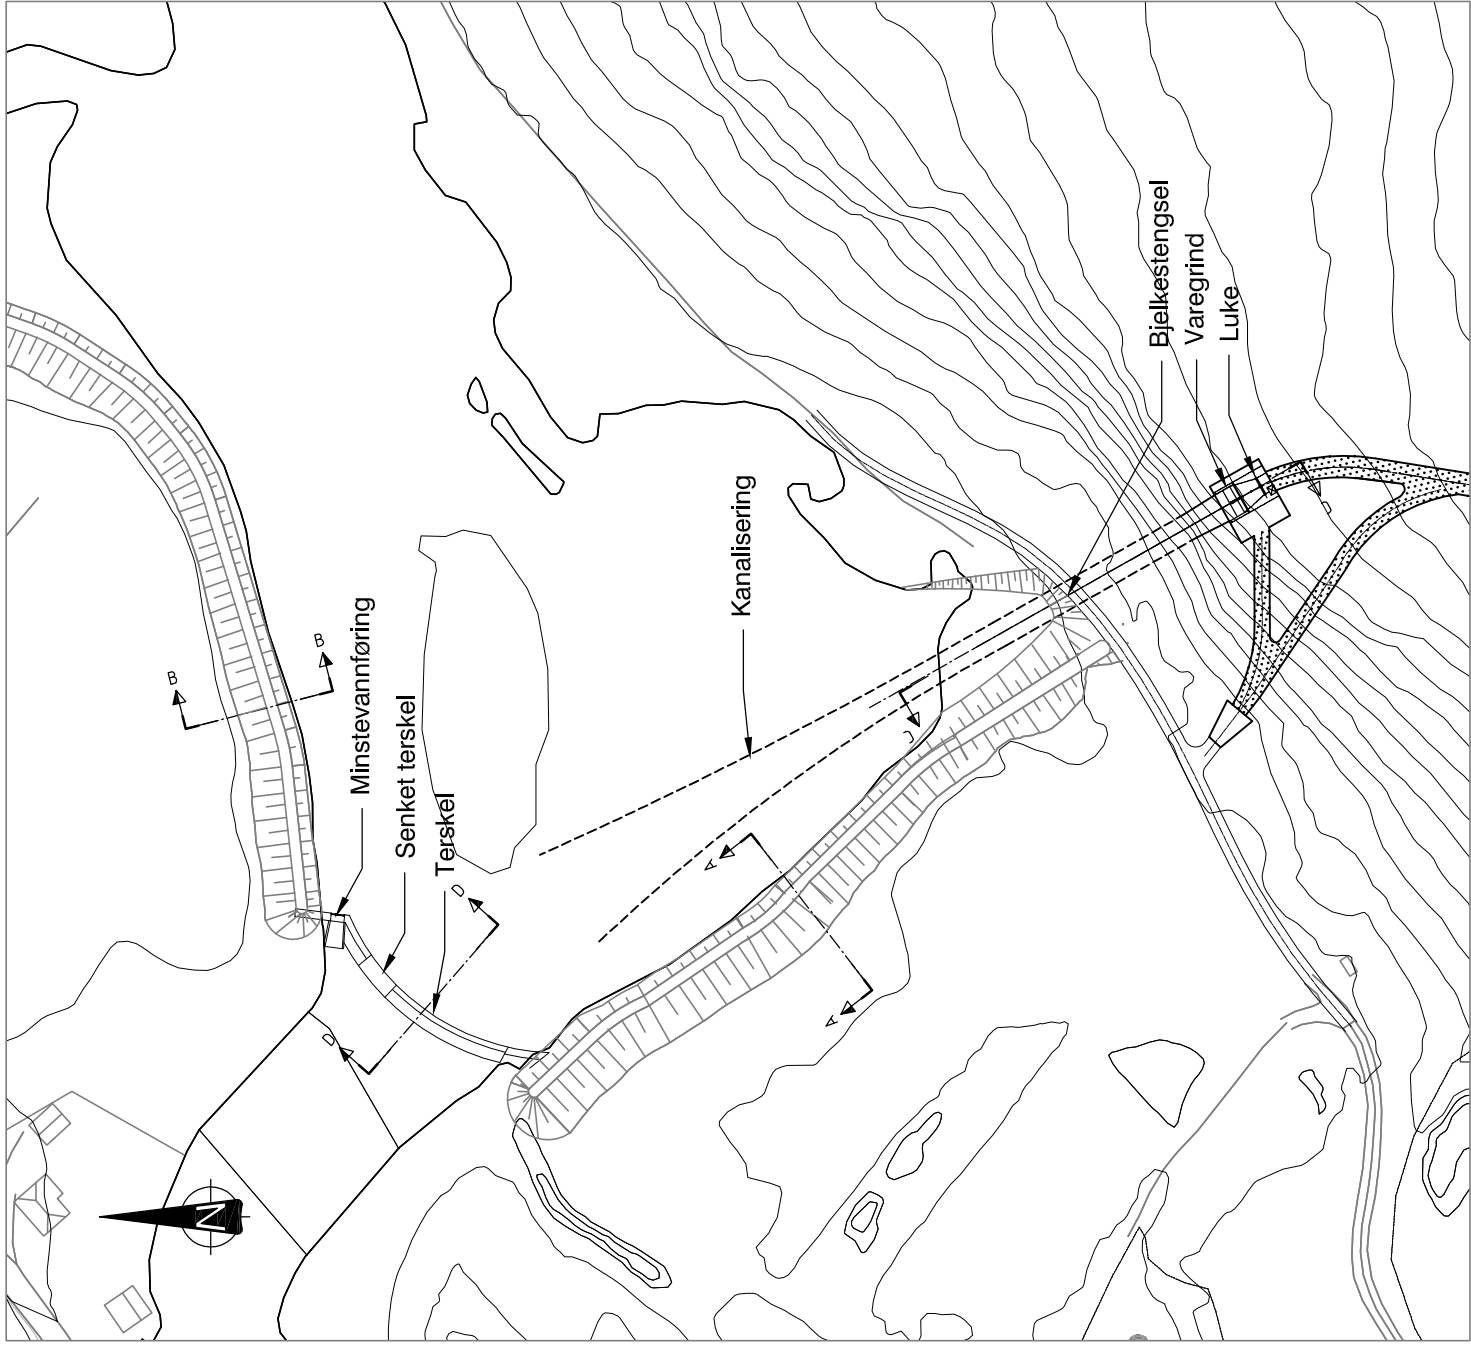 Bjelkestengsel
Varegrind
Luke
Kanalisering
Minstevannføring
Senket terskel
Terskel
B
B
A
A
C
D
D
N